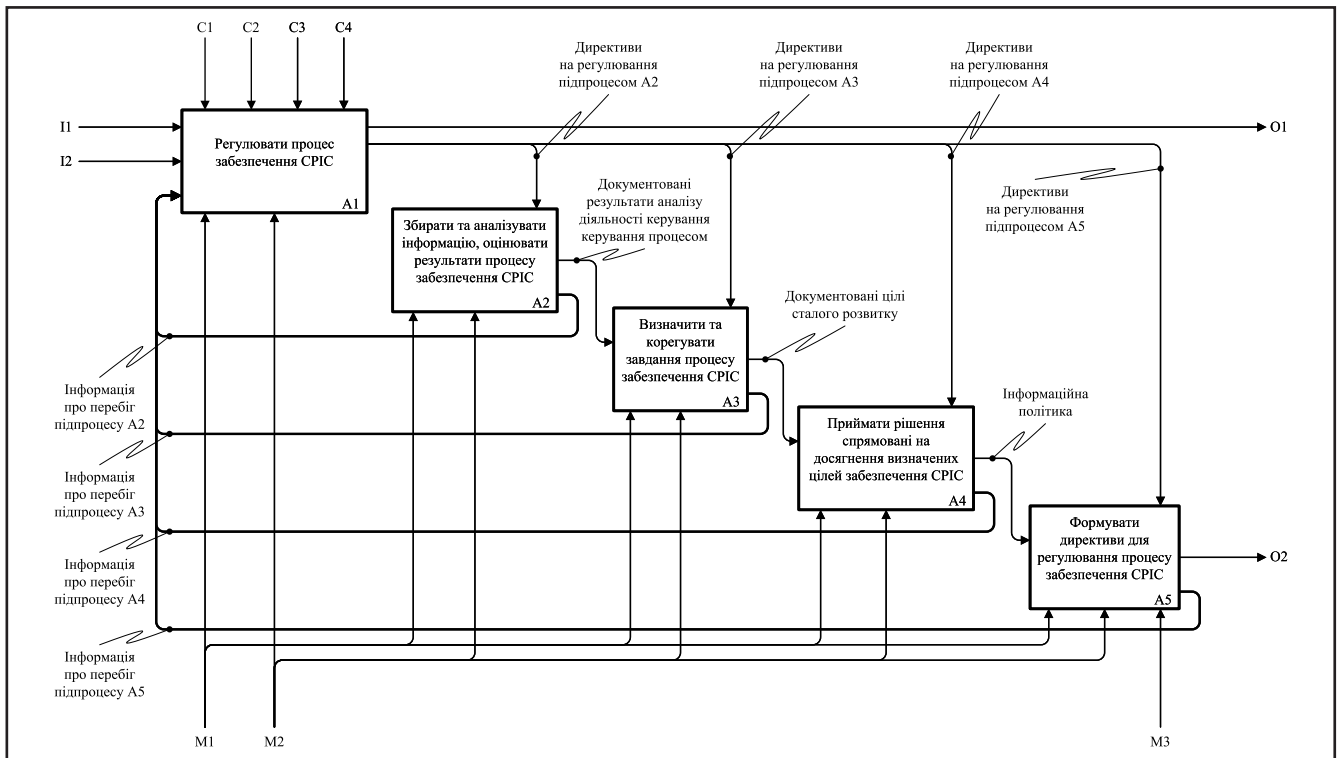 C1
C2
C3
C4
Директиви
на регулювання
підпроцесом А2
Директиви
на регулювання
підпроцесом А3
Директиви
на регулювання
підпроцесом А4
I1
I2
O1
Регулювати процес
забезпечення СРІС
A1
Директиви
на регулювання
підпроцесом А5
Документовані
результати аналізу
діяльності керування
керування процесом
Збирати та аналізувати
інформацію, оцінювати
результати процесу
забезпечення СРІС
A2
Документовані цілі
сталого розвитку
Визначити та
корегувати
завдання процесу
забезпечення СРІС
A3
Інформація
про перебіг
підпроцесу А2
Інформаційна
політика
Приймати рішення
спрямовані на
досягнення визначених
цілей забезпечення СРІС
A4
Інформація
про перебіг
підпроцесу А3
Формувати
директиви для
регулювання процесу
забезпечення СРІС
A5
O2
Інформація
про перебіг
підпроцесу А4
Інформація
про перебіг
підпроцесу А5
M1
M2
M3